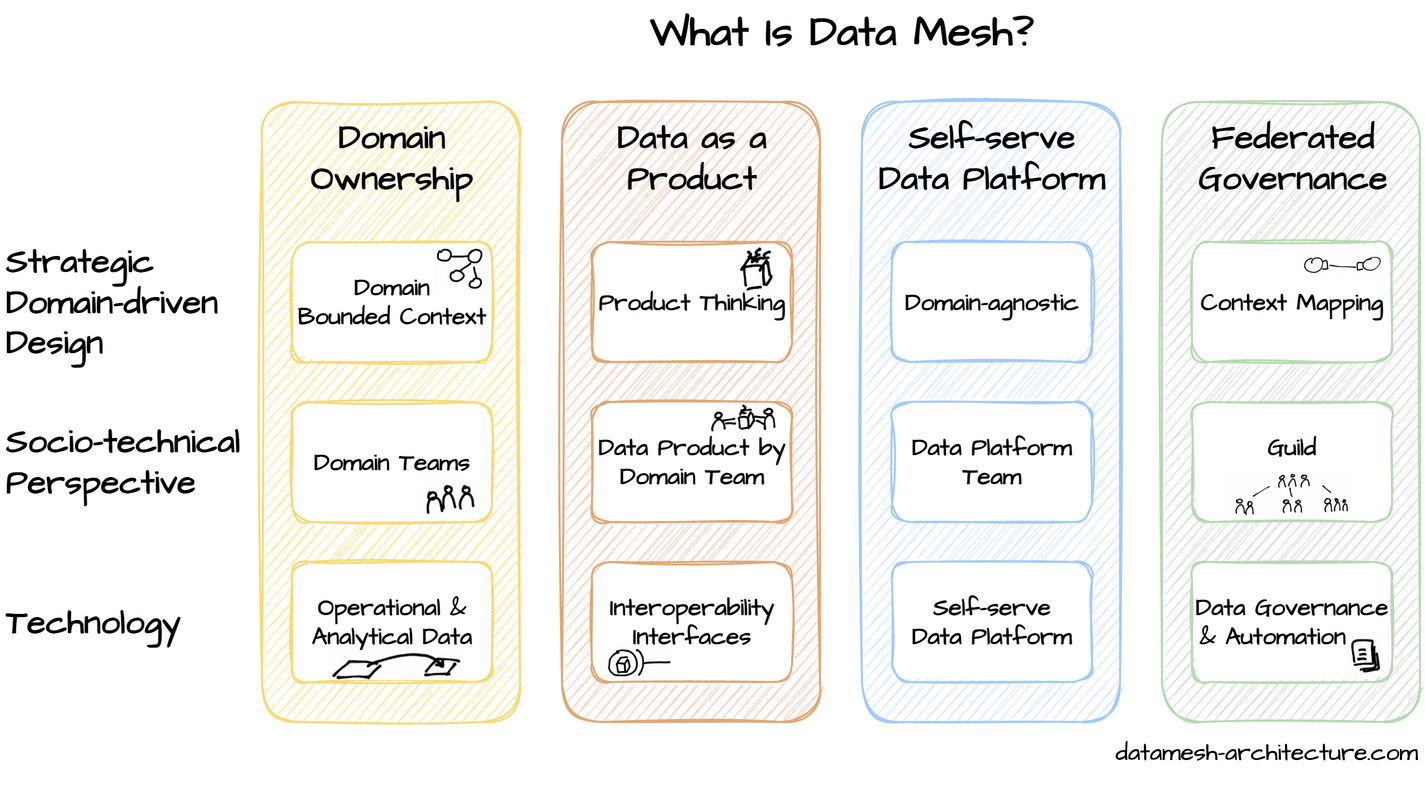 What Is Data Mesh?
Domain
Ownership
Data as a
Product
Self-serve
Data Platform
Federated
Governance
Strategic
Domain-driven
Design
Domain
Bounded Context
Product Thinking
Domain-agnostic
Context Mapping
Socio-technical
Perspective
Domain Teams
Data Product by
Domain Team
Data Platform
Team
Guild
Technology
Operational &
Analytical Data
Interoperability
Interfaces
Self-serve
Data Platform
Data Governance
& Automation
datamesh-architecture.com